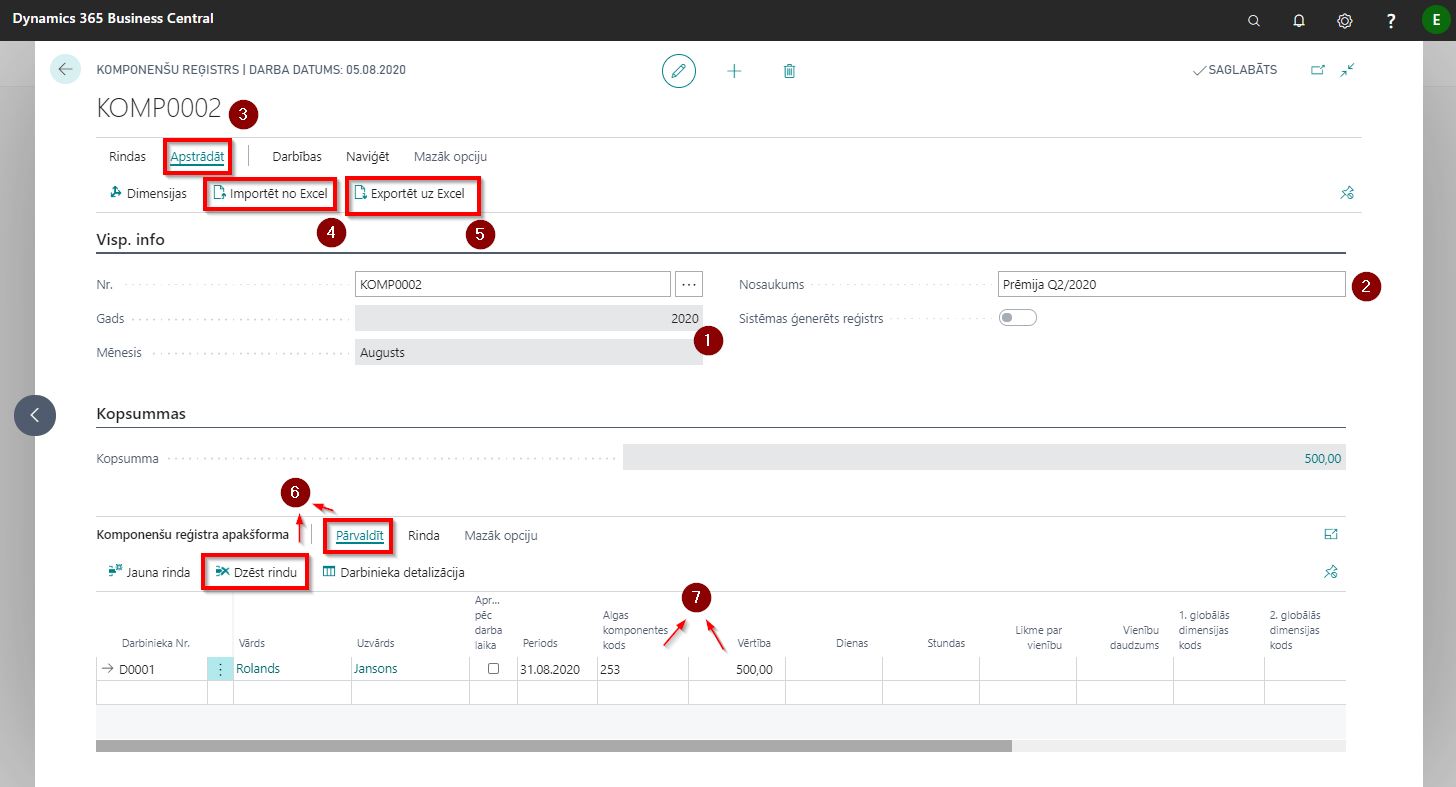 Dynamics 365 Business Central
? E
KOMPONENŠU REĢISTRS | DARBA DATUMS: 05.08.2020
SAGLABĀTS
KOMP0002
3
Rindas Apstrādāt Darbības Naviģēt Mazāk opciju
Dimensijas Importēt no Excel Exportēt uz Excel
4 5
Visp. info
Nr. KOMP0002 ... Nosaukums Prēmija Q2/2020 2
Gads 2020 Sistēmas ģenerēts reģistrs
1
Mēnesis Augusts
Kopsummas
Kopsumma 500,00
6
Komponenšu reģistra apakšforma Pārvaldīt Rinda Mazāk opciju
Jauna rinda Dzēst rindu Darbinieka detalizācija
7
Darbinieka Nr. Vārds Uzvārds Apr... pēc darba laika Periods Algas komponentes kods Vērtība Dienas Stundas Likme par vienību Vienību daudzums 1. globālās dimensijas kods 2. globālās dimensijas kods
D0001 Rolands Jansons 31.08.2020 253 500,00